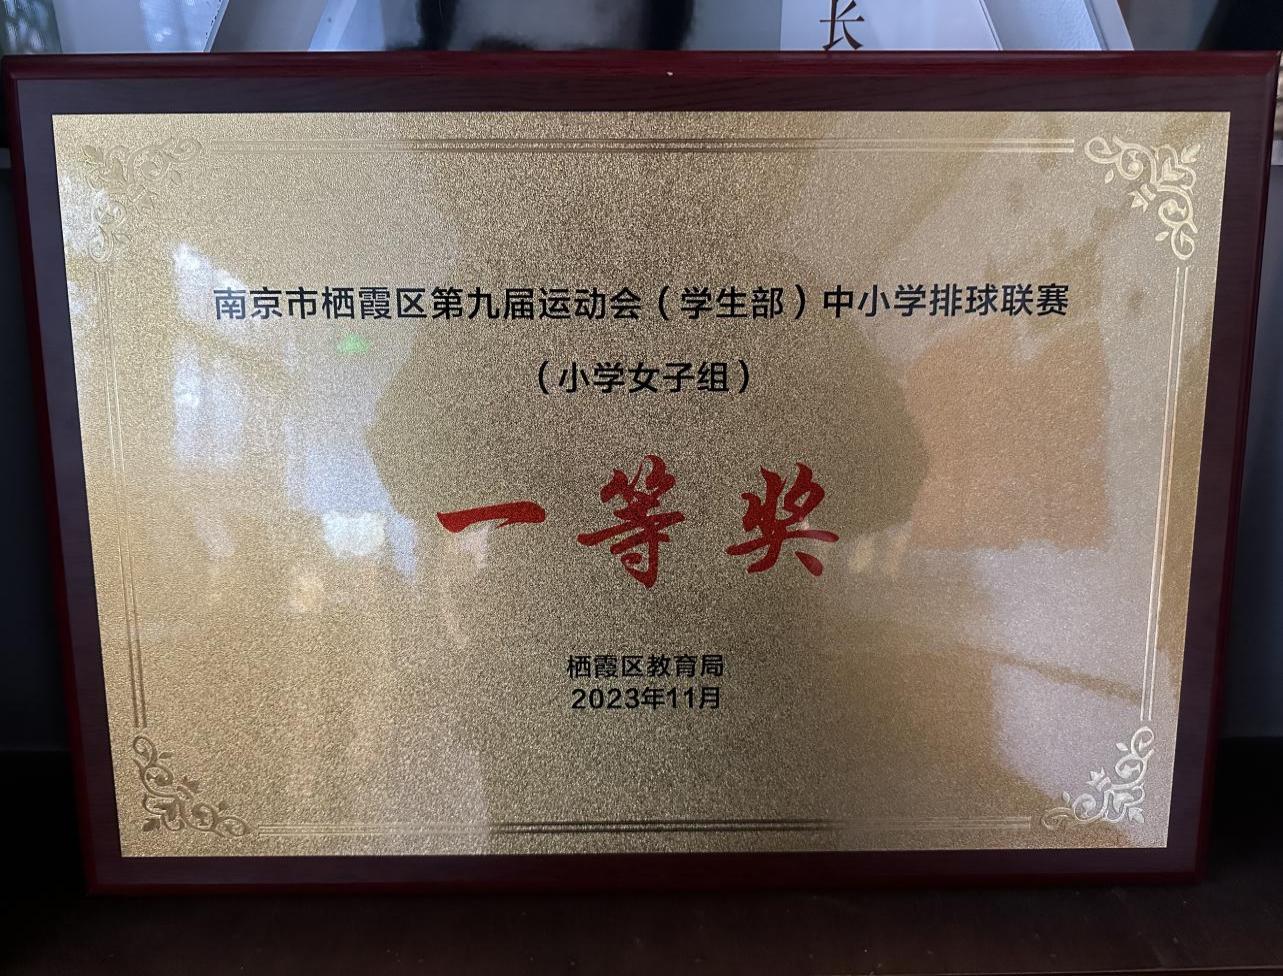 长
南京市栖霞区第九届运动会（学生部）中小学排球联赛
（小学女子组）
一等奖
栖霞区教育局
2023年11月